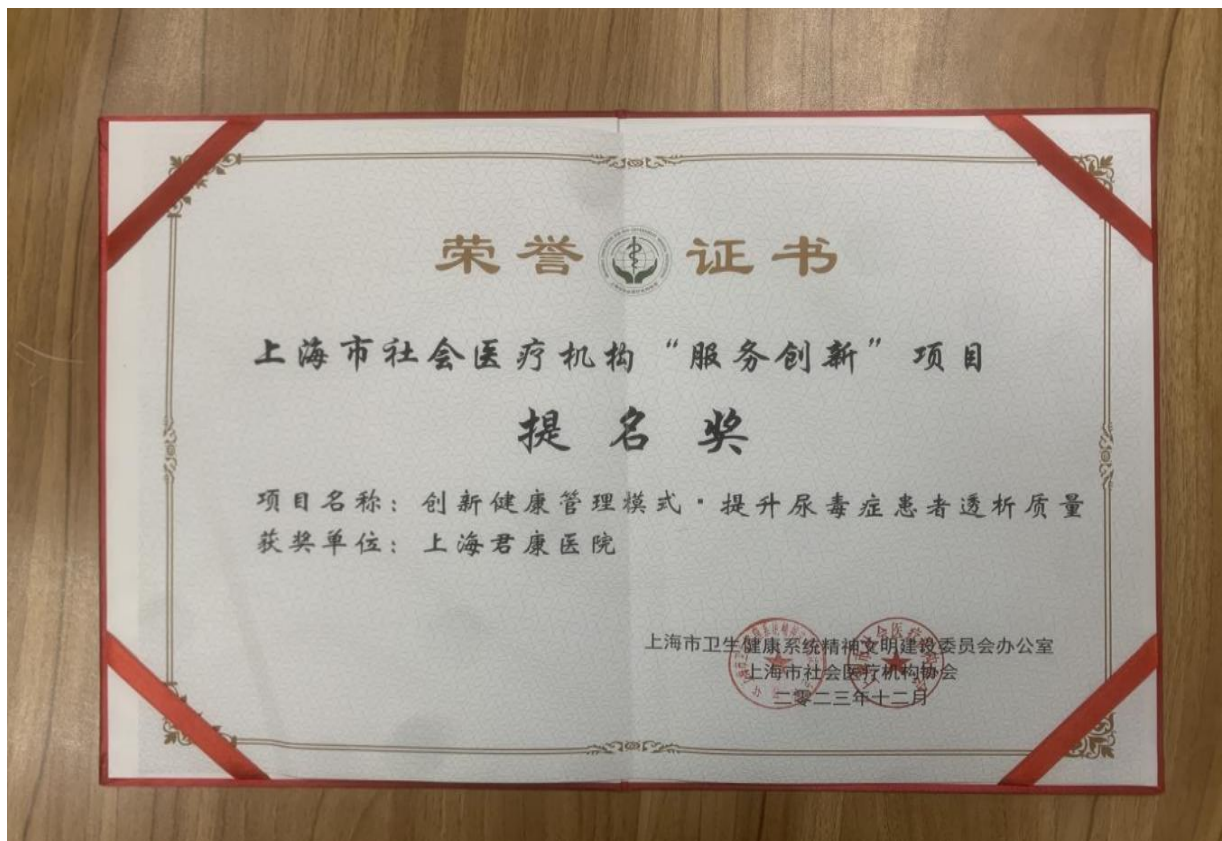 荣誉证书
上海市社会医疗机构“服务创新”项目
提名奖
项目名称：创新健康管理模式·提升尿毒症患者透析质量
获奖单位：上海君康医院
上海市卫生健康系统精神文明建设委员会办公室
上海市社会医疗机构协会
二零二三年十二月